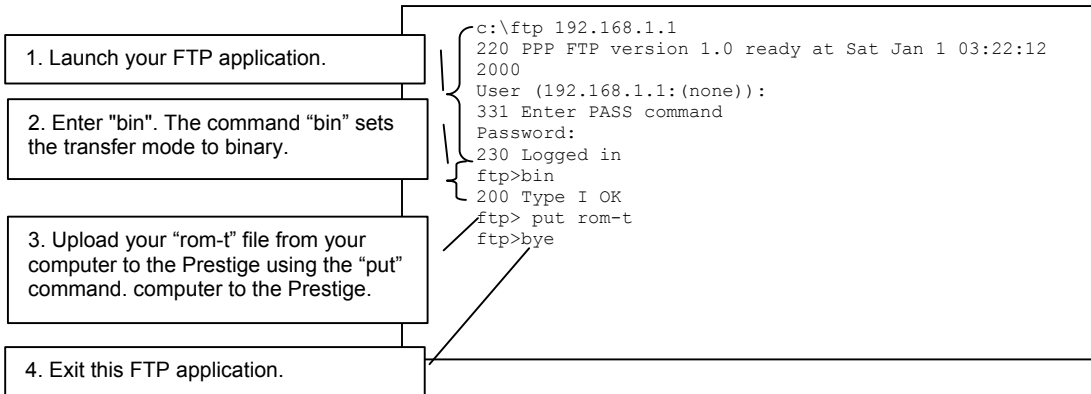 1. Launch your FTP application.
2. Enter "bin". The command “bin” sets
the transfer mode to binary.
3. Upload your “rom-t” file from your
computer to the Prestige using the “put”
command. computer to the Prestige.
4. Exit this FTP application.
c:\ftp 192.168.1.1
220 PPP FTP version 1.0 ready at Sat Jan 1 03:22:12
2000
User (192.168.1.1:(none)):
331 Enter PASS command
Password:
230 Logged in
ftp>bin
200 Type I OK
ftp> put rom-t
ftp>bye